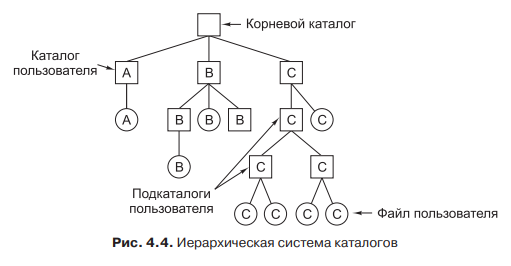 Корневой каталог
Каталог
пользователя
A B C
A B B B C C
B C C
Подкаталоги
пользователя
C C C C
Файл пользователя
Рис. 4.4. Иерархическая система каталогов